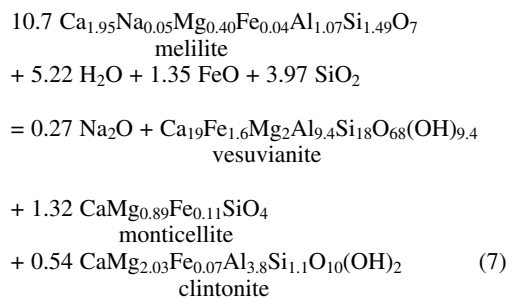 10.7 Ca₁.₉₅Na₀.₀₅Mg₀.₄₀Fe₀.₀₄Al₁.₀₇Si₁.₄₉O₇
melilite
+ 5.22 H₂O + 1.35 FeO + 3.97 SiO₂
= 0.27 Na₂O + Ca₁₉Fe₁.₆Mg₂Al₉.₄Si₁₈O₆₈(OH)₉.₄
vesuvianite
+ 1.32 CaMg₀.₈₉Fe₀.₁₁SiO₄
monticellite
+ 0.54 CaMg₂.₀₃Fe₀.₀₇Al₃.₈Si₁.₁O₁₀(OH)₂ (7)
clintonite